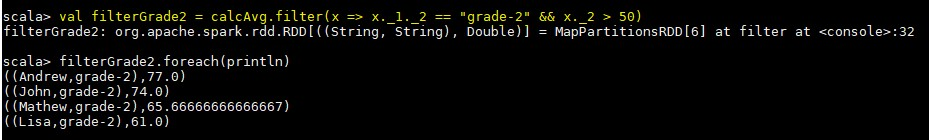 scala> val filterGrade2 = calcAvg.filter(x => x._1._2 == "grade-2" && x._2 > 50)
filterGrade2: org.apache.spark.rdd.RDD[((String, String), Double)] = MapPartitionsRDD[6] at filter at <console>:32
scala> filterGrade2.foreach(println)
((Andrew,grade-2),77.0)
((John,grade-2),74.0)
((Mathew,grade-2),65.66666666666667)
((Lisa,grade-2),61.0)